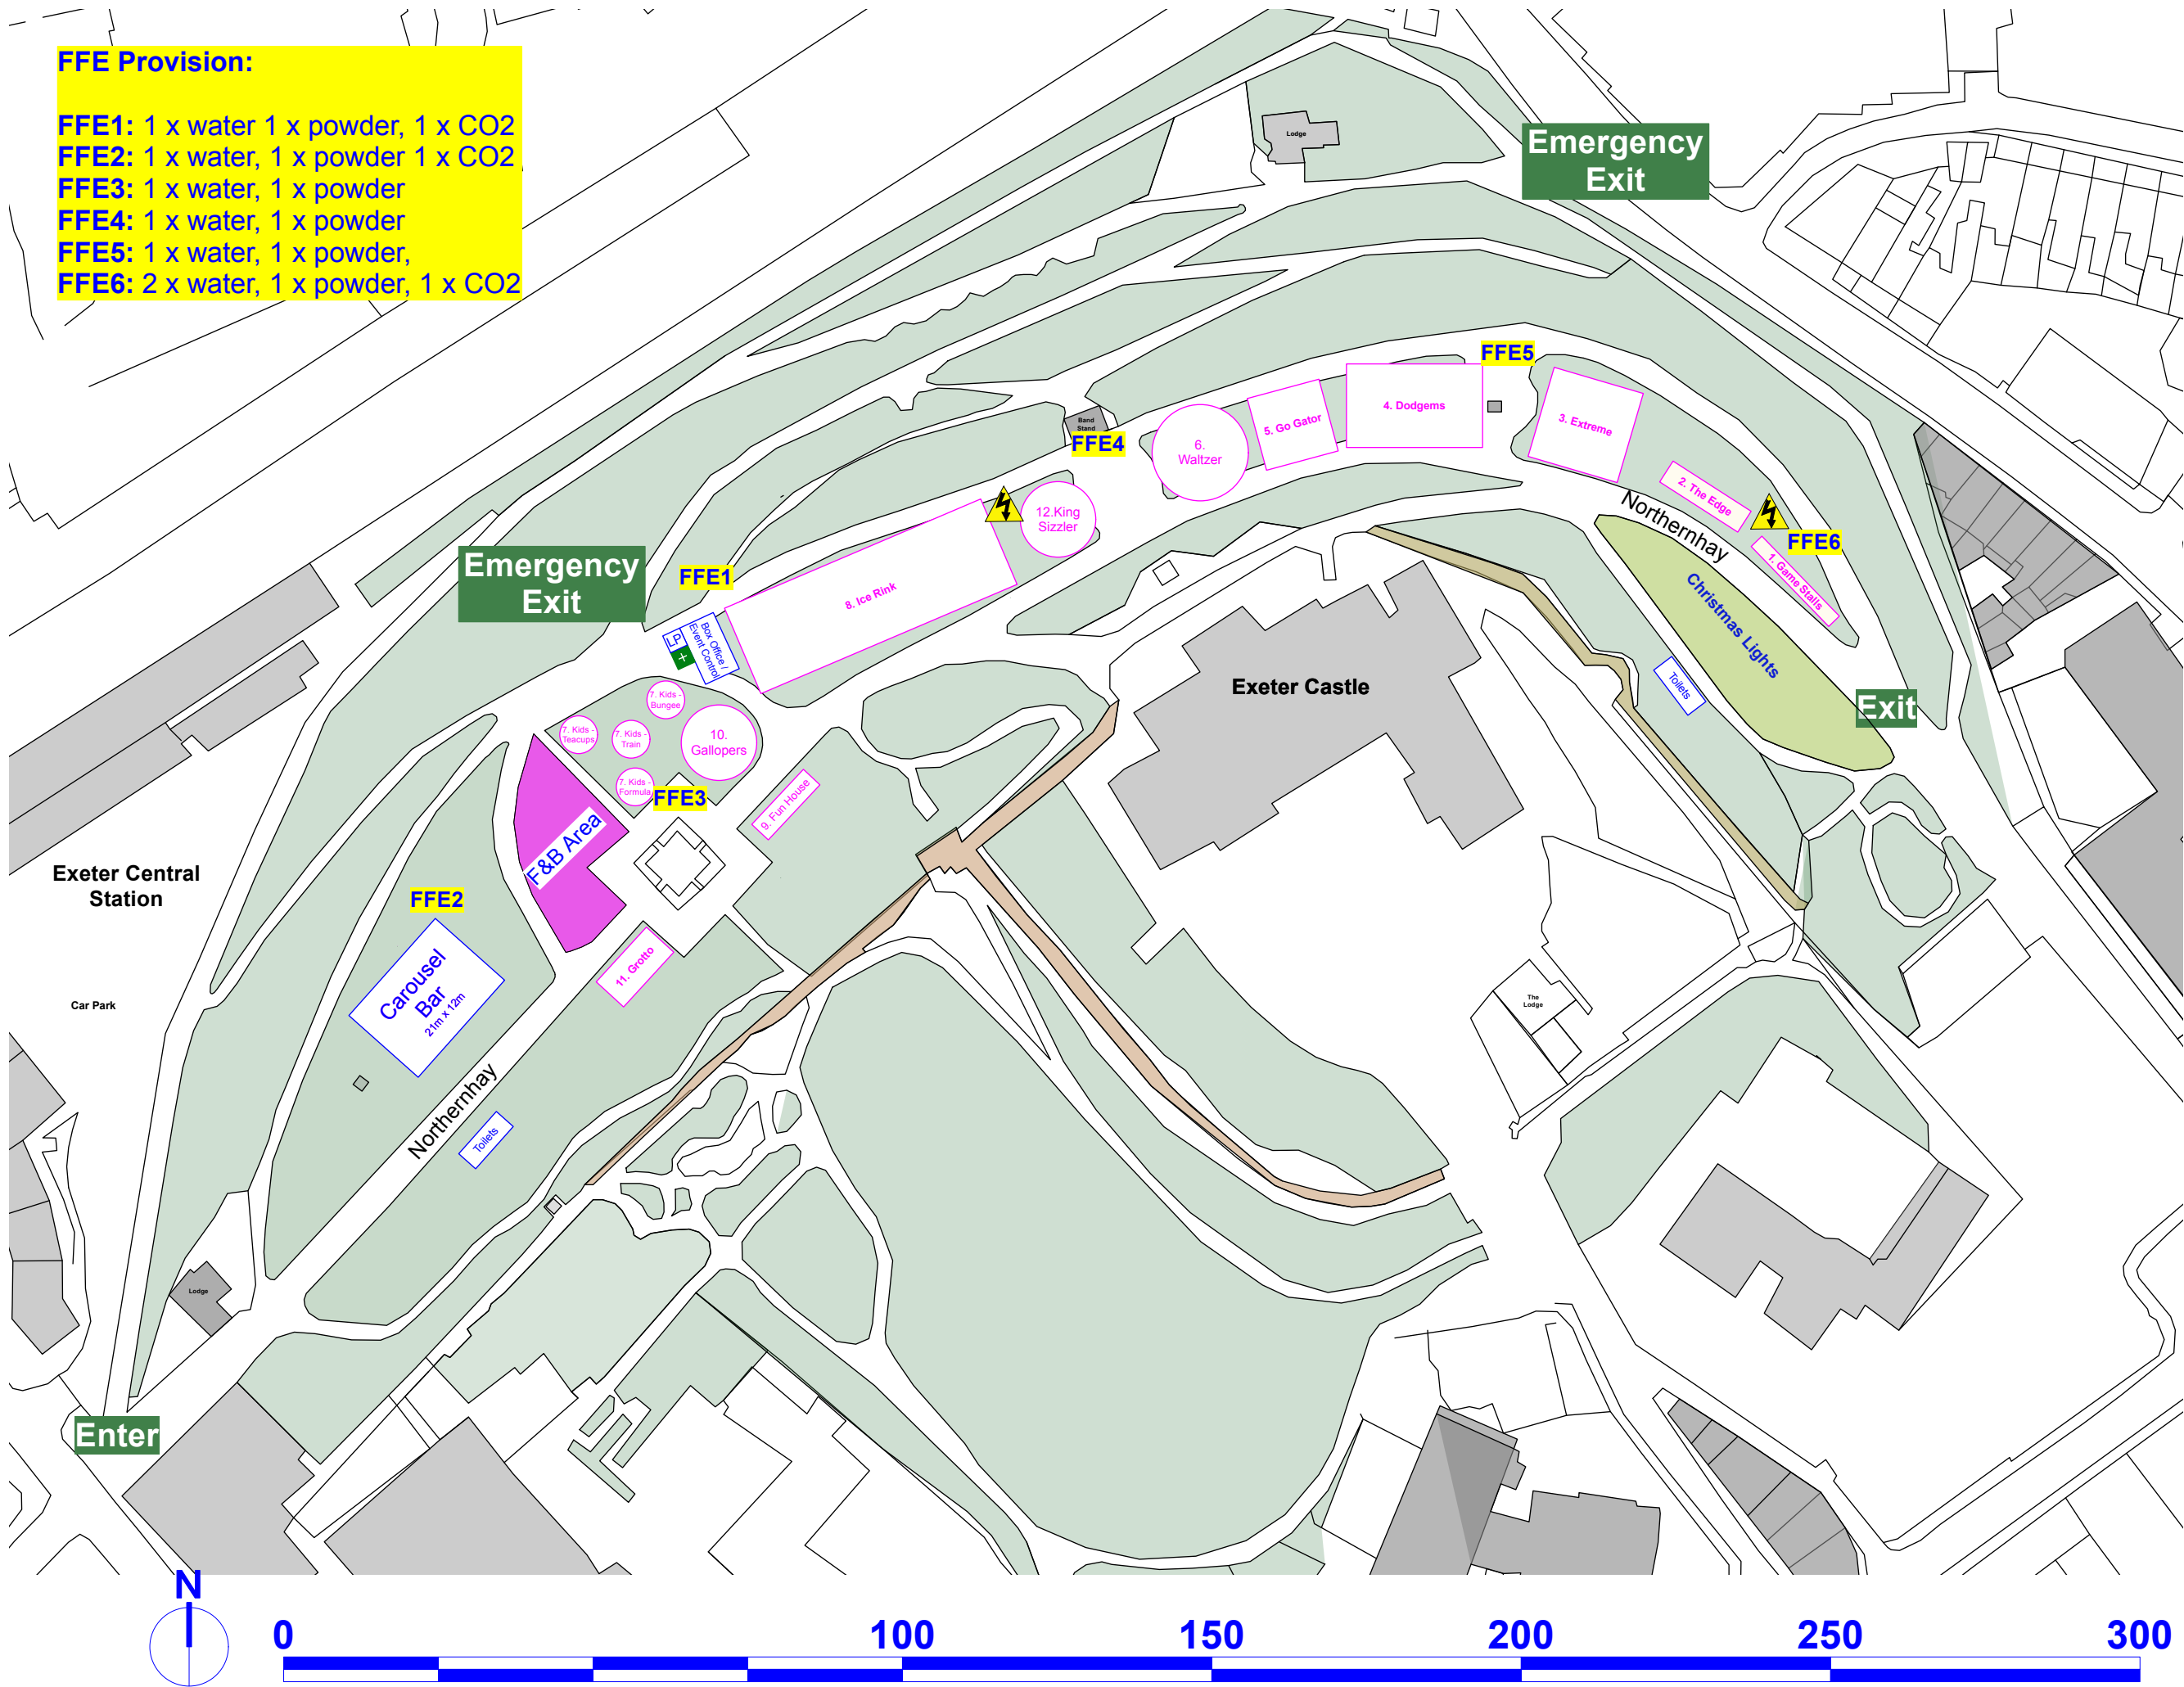 FFE Provision:
FFE1: 1 x water 1 x powder, 1 x CO2
FFE2: 1 x water, 1 x powder 1 x CO2
FFE3: 1 x water, 1 x powder
FFE4: 1 x water, 1 x powder
FFE5: 1 x water, 1 x powder,
FFE6: 2 x water, 1 x powder, 1 x CO2
Lodge
Emergency
Exit
FFE5
4. Dodgems
3. Extreme
5. Go Gator
6.
Waltzer
Band
Stand
FFE4
2. The Edge
Northernhay
FFE6
1. Game Stalls
12.King
Sizzler
Emergency
Exit
FFE1
8. Ice Rink
LP
Box Office /
Event Control
Christmas Lights
Toilets
Exit
Exeter Castle
7. Kids -
Bungee
7. Kids -
Teacups
7. Kids -
Train
10.
Gallopers
7. Kids -
Formula
FFE3
9. Fun House
F&B Area
Exeter Central
Station
FFE2
Carousel
Bar
21m x 12m
11. Grotto
Car Park
The
Lodge
Northernhay
Toilets
Lodge
Enter
N
0
100
150
200
250
300